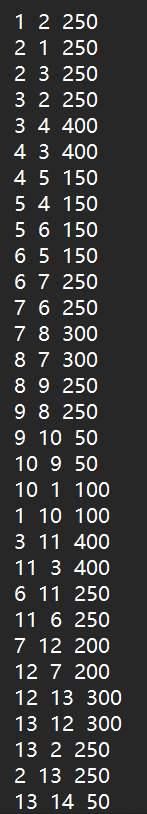 1 2 250
2 1 250
2 3 250
3 2 250
3 4 400
4 3 400
4 5 150
5 4 150
5 6 150
6 5 150
6 7 250
7 6 250
7 8 300
8 7 300
8 9 250
9 8 250
9 10 50
10 9 50
10 1 100
1 10 100
3 11 400
11 3 400
6 11 250
11 6 250
7 12 200
12 7 200
12 13 300
13 12 300
13 2 250
2 13 250
13 14 50